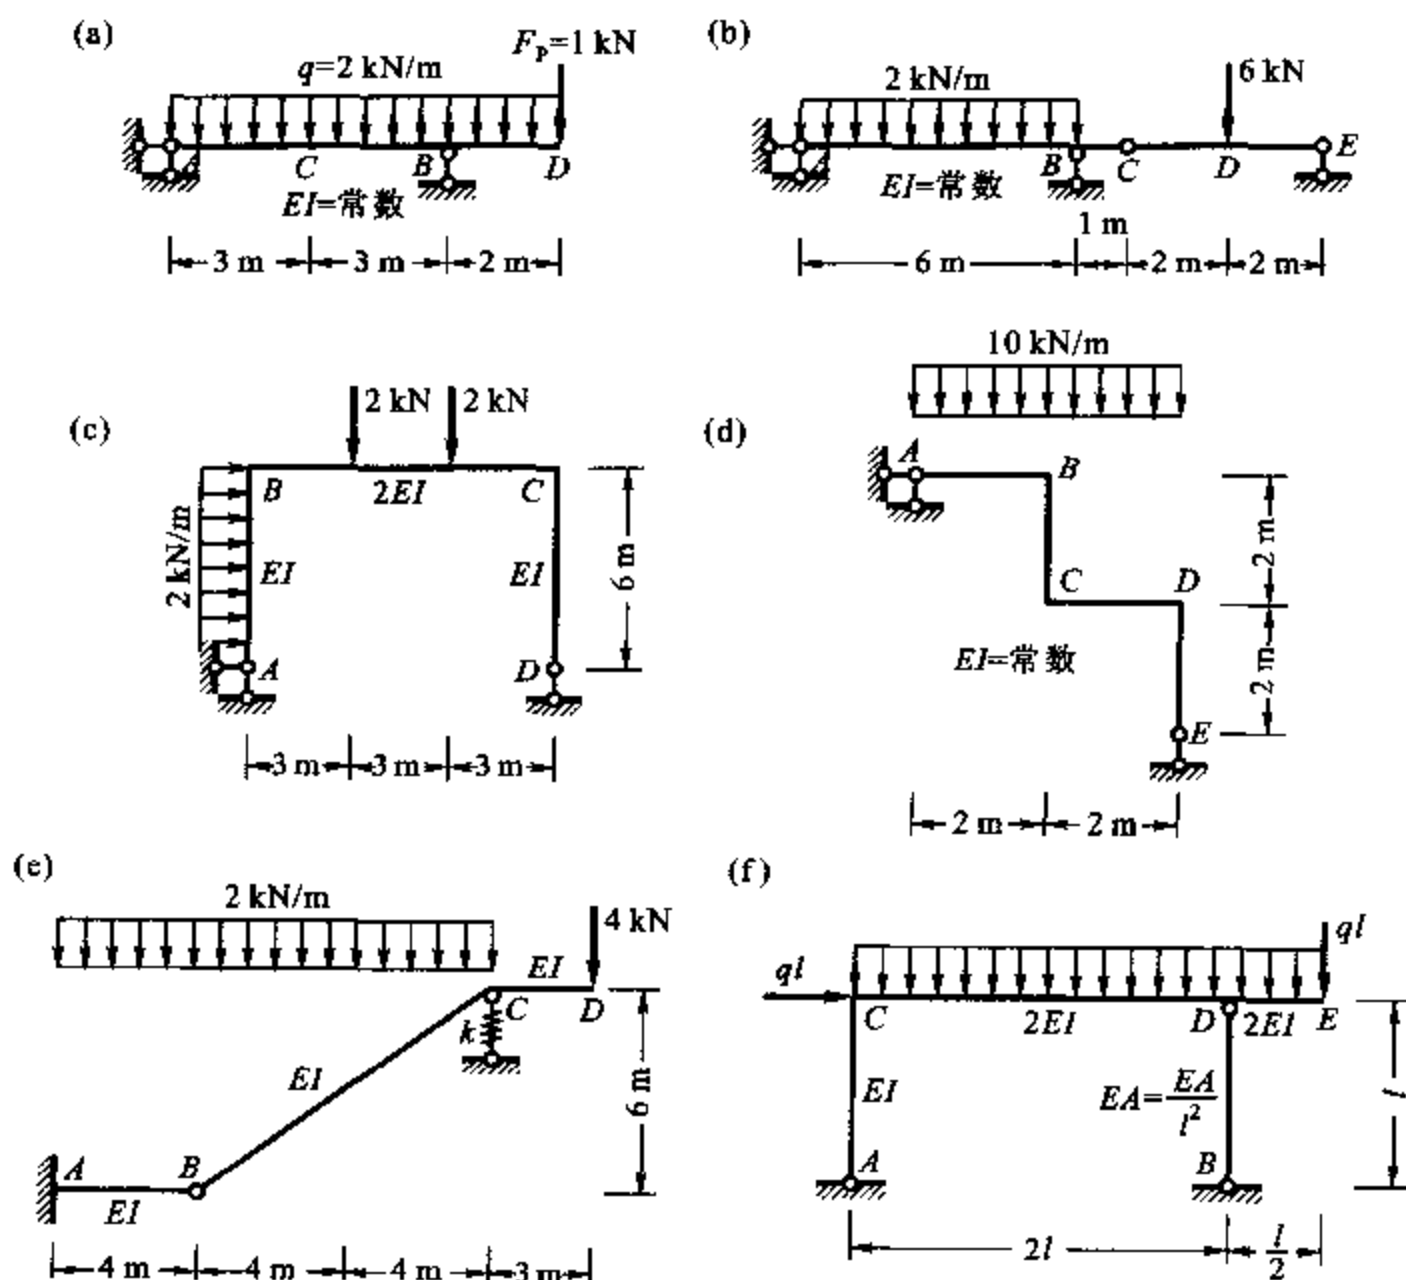 (a)
F_P=1 kN
q=2 kN/m
C
B
D
EI=常数
3 m
3 m
2 m
(b)
2 kN/m
6 kN
B
C
D
E
EI=常数
1 m
6 m
2 m
2 m
(c)
2 kN
2 kN
B
2EI
C
2 kN/m
EI
EI
6 m
A
D
3 m
3 m
3 m
(d)
10 kN/m
A
B
2 m
C
D
EI=常数
2 m
E
2 m
2 m
(e)
2 kN/m
4 kN
EI
C
D
k
EI
6 m
A
B
EI
4 m
4 m
4 m
3 m
(f)
ql
ql
C
2EI
D
2EI
E
EI
EA=\frac{EA}{l^2}
l
A
B
2l
\frac{l}{2}